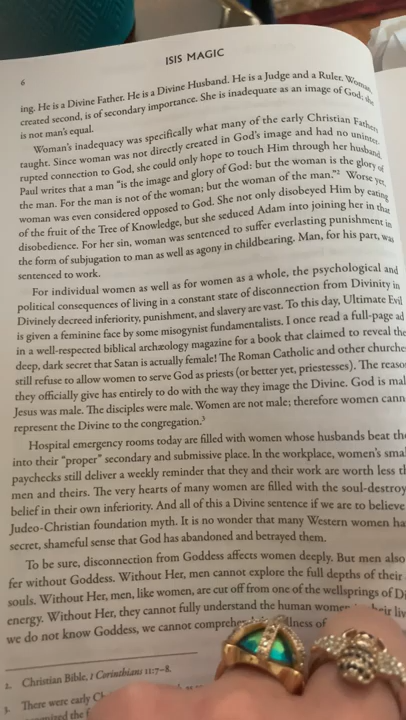 6
ISIS MAGIC
ing. He is a Divine Father. He is a Divine Husband. He is a Judge and a Ruler. Woman,
created second, is of secondary importance. She is inadequate as an image of God; she
is not man's equal.
Woman's inadequacy was specifically what many of the early Christian Fathers
taught. Since woman was not directly created in God's image and had no uninter-
rupted connection to God, she could only hope to touch Him through her husband.
Paul writes that a man "is the image and glory of God: but the woman is the glory of
the man. For the man is not of the woman; but the woman of the man."² Worse yet,
woman was even considered opposed to God. She not only disobeyed Him by eating
of the fruit of the Tree of Knowledge, but she seduced Adam into joining her in that
disobedience. For her sin, woman was sentenced to suffer everlasting punishment in
the form of subjugation to man as well as agony in childbearing. Man, for his part, was
sentenced to work.
For individual women as well as for women as a whole, the psychological and
political consequences of living in a constant state of disconnection from Divinity in
Divinely decreed inferiority, punishment, and slavery are vast. To this day, Ultimate Evil
is given a feminine face by some misogynist fundamentalists. I once read a full-page ad
in a well-respected biblical archæology magazine for a book that claimed to reveal the
deep, dark secret that Satan is actually female! The Roman Catholic and other churche
still refuse to allow women to serve God as priests (or better yet, priestesses). The reaso
they officially give has entirely to do with the way they image the Divine. God is mal
Jesus was male. The disciples were male. Women are not male; therefore women cann
represent the Divine to the congregation.³
Hospital emergency rooms today are filled with women whose husbands beat the
into their "proper" secondary and submissive place. In the workplace, women's sma
paychecks still deliver a weekly reminder that they and their work are worth less th
men and theirs. The very hearts of many women are filled with the soul-destroy
belief in their own inferiority. And all of this a Divine sentence if we are to believe
Judeo-Christian foundation myth. It is no wonder that many Western women ha
secret, shameful sense that God has abandoned and betrayed them.
To be sure, disconnection from Goddess affects women deeply. But men also
fer without Goddess. Without Her, men cannot explore the full depths of their
souls. Without Her, men, like women, are cut off from one of the wellsprings of Di
energy. Without Her, they cannot fully understand the human women in their liv
we do not know Goddess, we cannot comprehend illness of
2. Christian Bible, I Corinthians 11:7–8.
3. There were early Ch